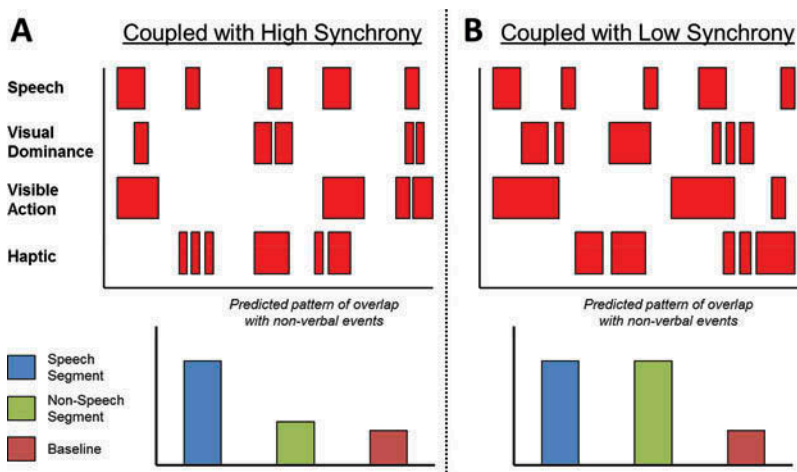 A
Coupled with High Synchrony
B
Coupled with Low Synchrony
Speech
Visual
Dominance
Visible
Action
Haptic
Predicted pattern of overlap
with non-verbal events
Predicted pattern of overlap
with non-verbal events
Speech
Segment
Non-Speech
Segment
Baseline